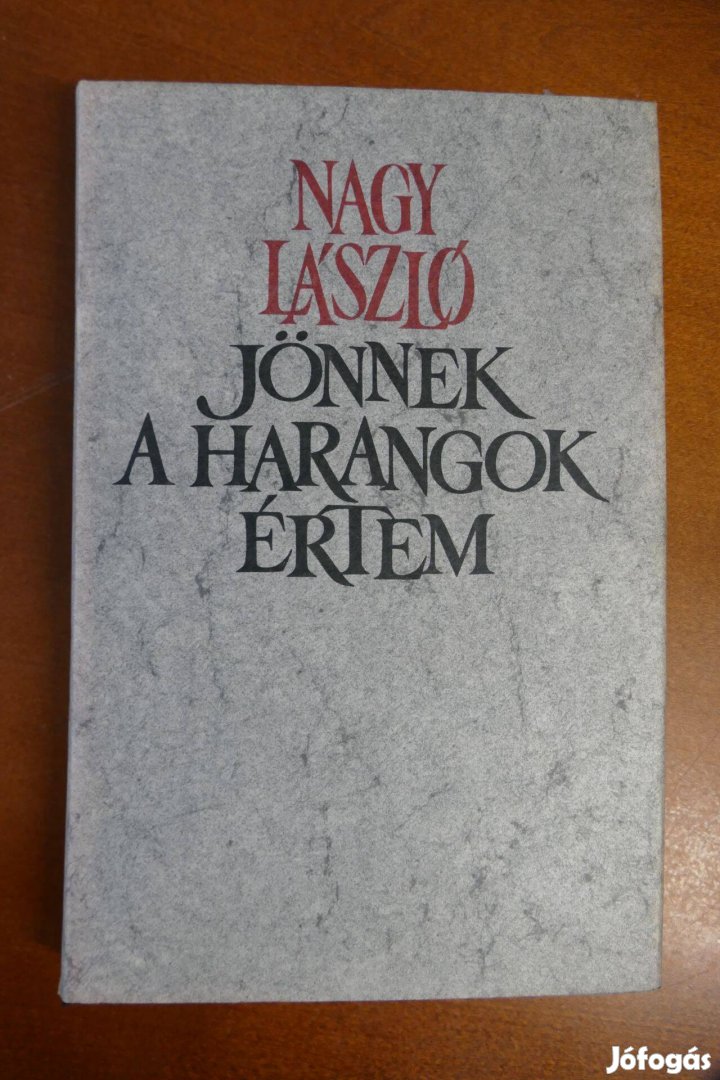 NAGY
LÁSZLÓ
JÖNNEK
A HARANGOK
ÉRTEM
Jófogás